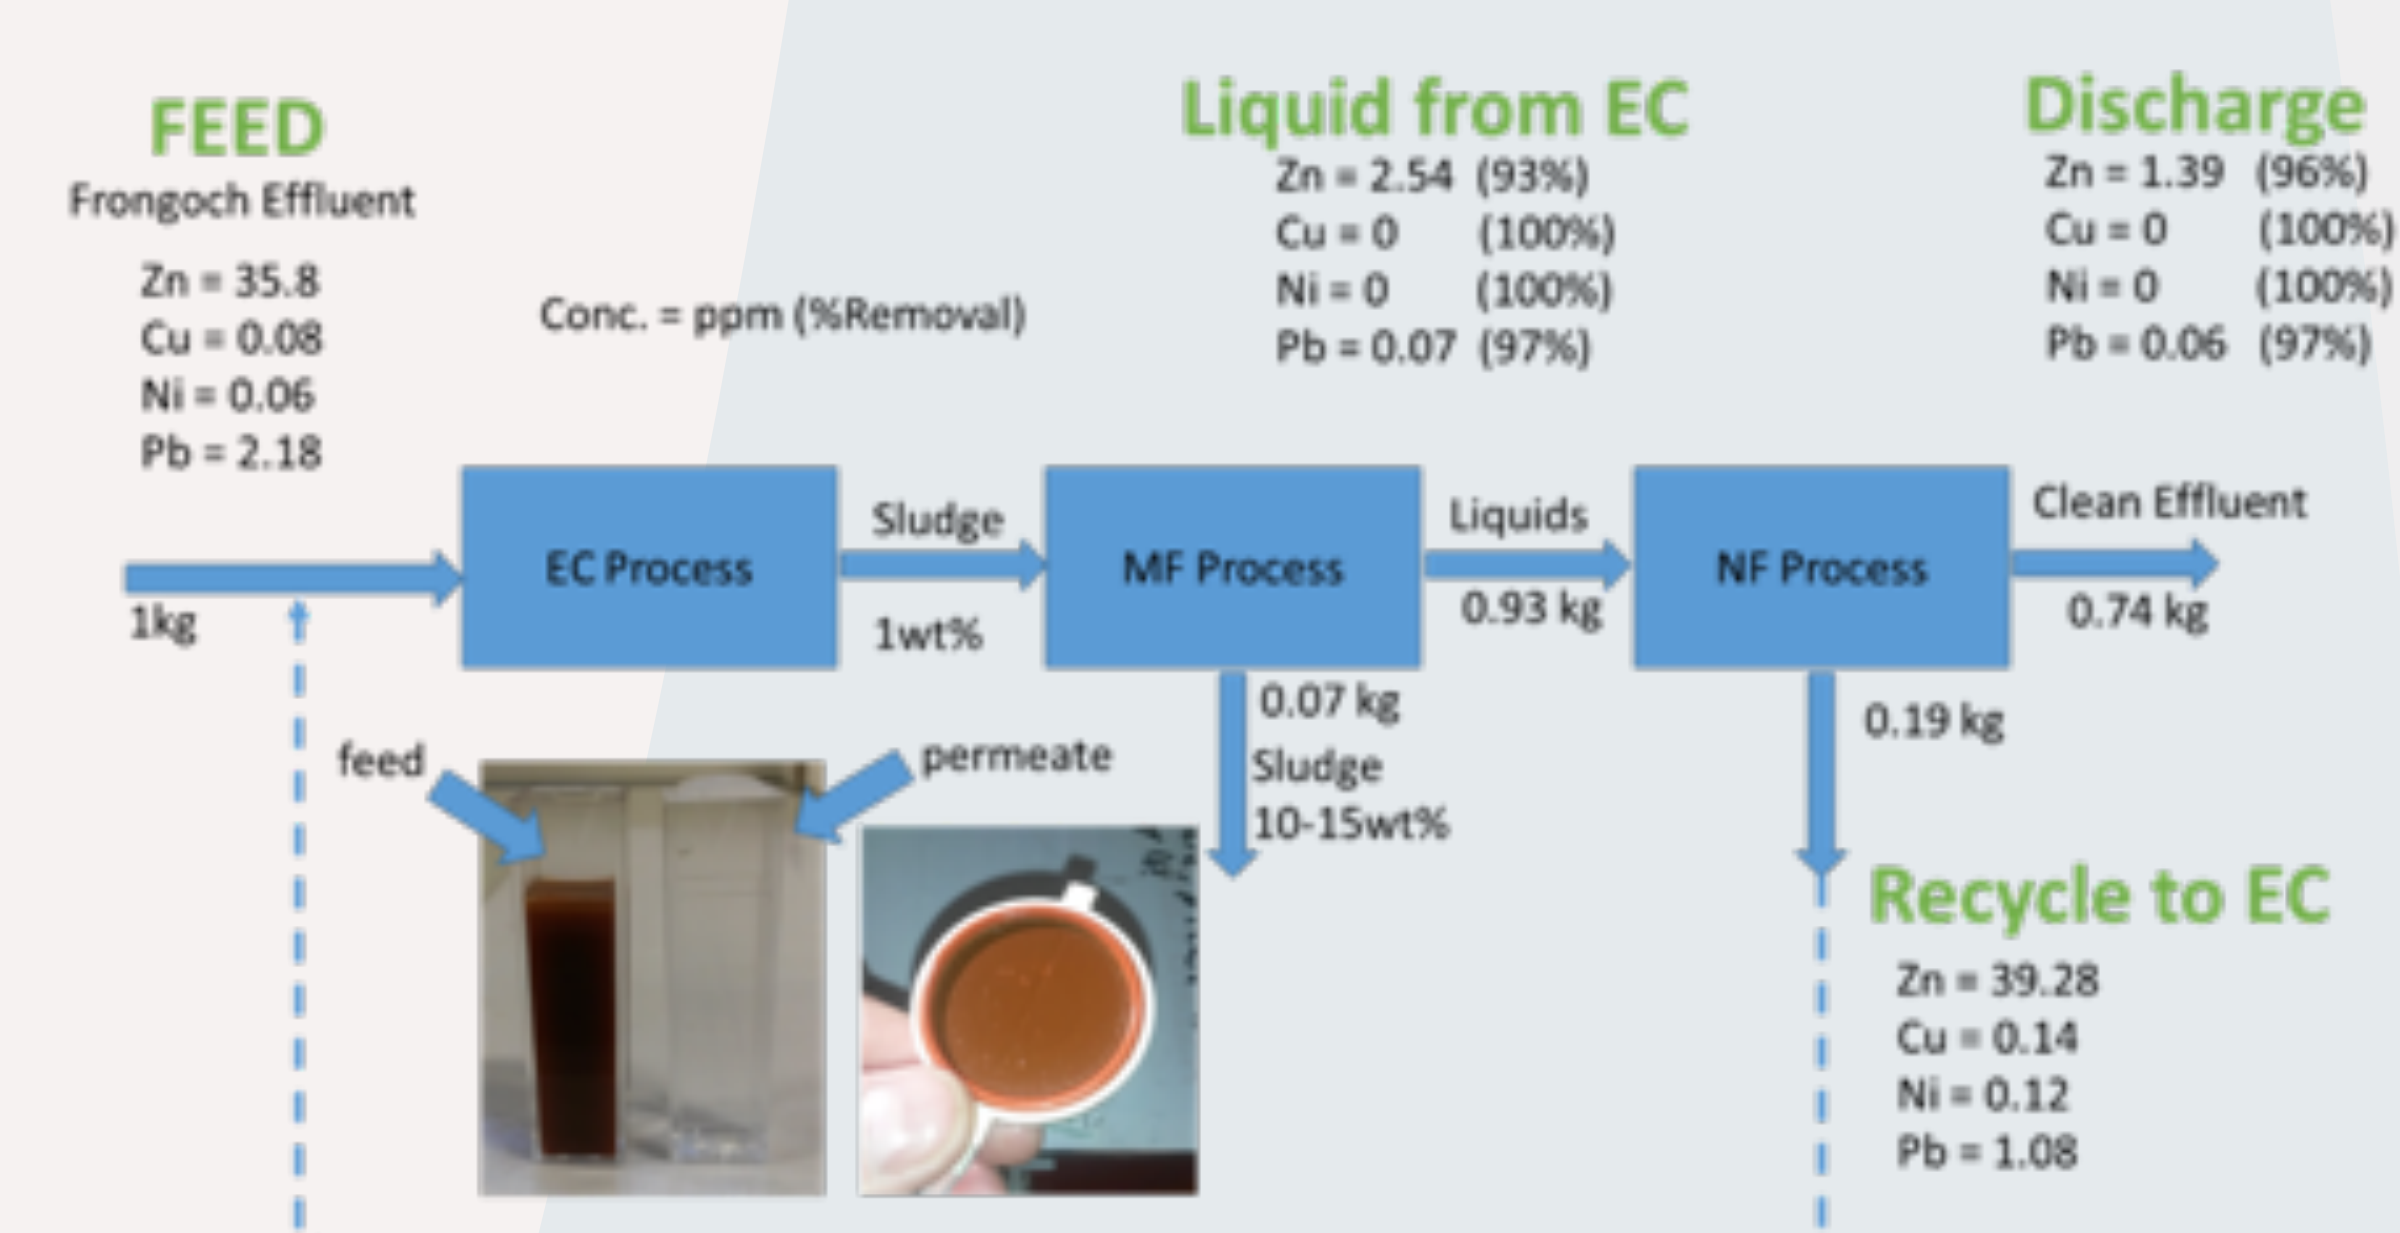 FEED
Frongoch Effluent
Zn = 35.8
Cu = 0.08
Ni = 0.06
Pb = 2.18
Conc. = ppm (%Removal)
Liquid from EC
Zn = 2.54 (93%)
Cu = 0 (100%)
Ni = 0 (100%)
Pb = 0.07 (97%)
Discharge
Zn = 1.39 (96%)
Cu = 0 (100%)
Ni = 0 (100%)
Pb = 0.06 (97%)
1kg
EC Process
Sludge
1wt%
MF Process
Liquids
0.93 kg
NF Process
Clean Effluent
0.74 kg
0.07 kg
Sludge
10-15wt%
0.19 kg
feed
permeate
Recycle to EC
Zn = 39.28
Cu = 0.14
Ni = 0.12
Pb = 1.08